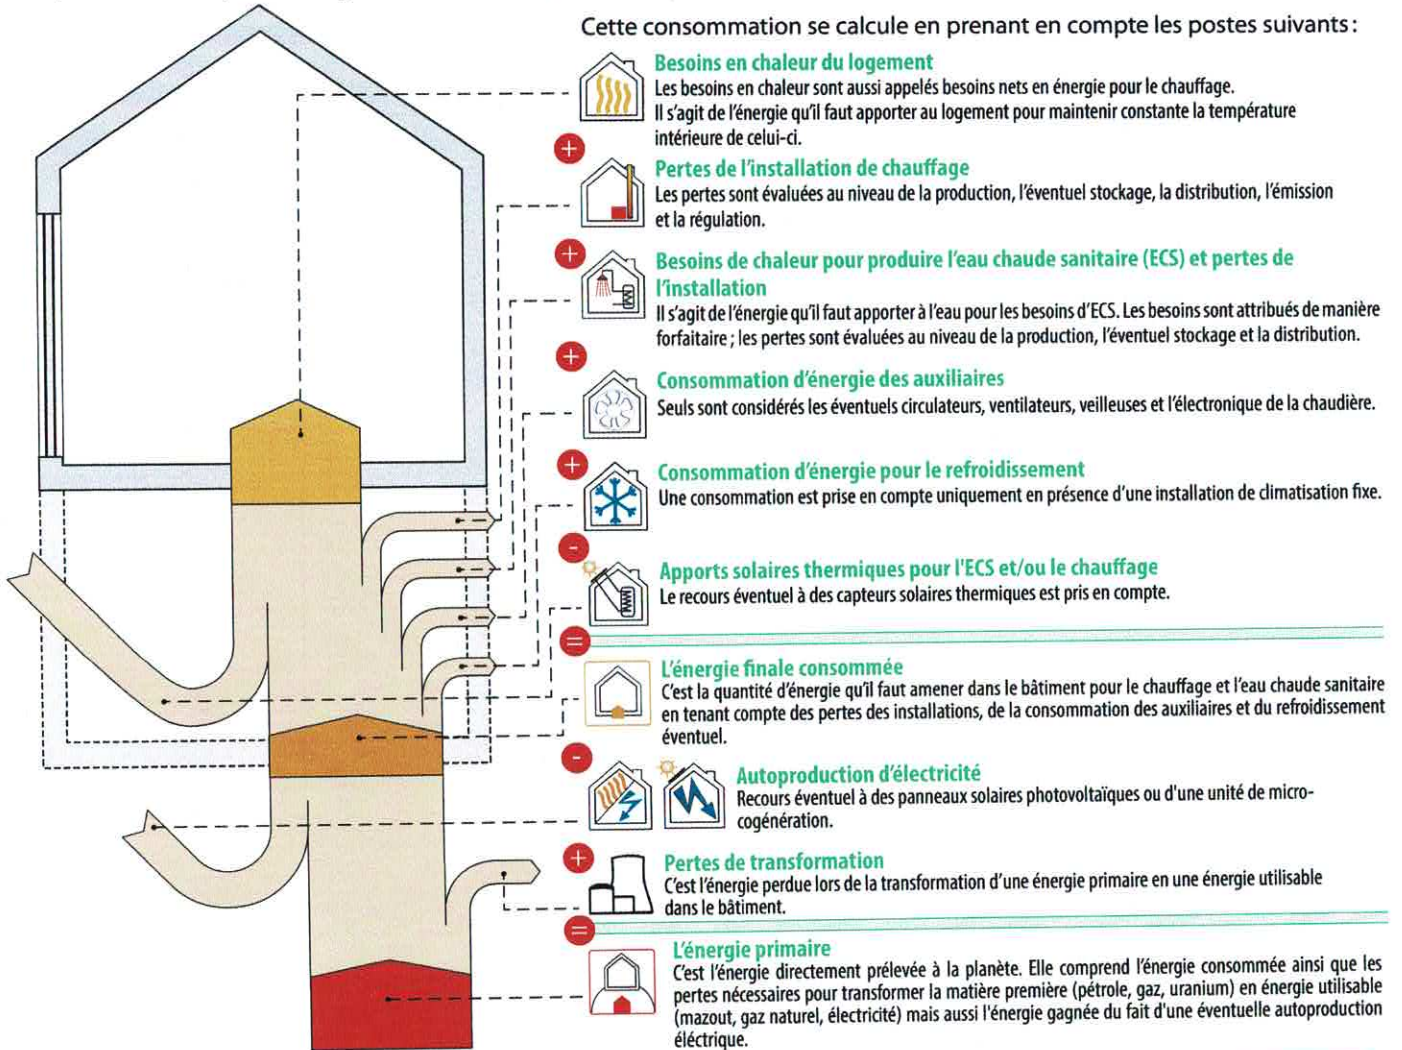 Cette consommation se calcule en prenant en compte les postes suivants :
Besoins en chaleur du logement
Les besoins en chaleur sont aussi appelés besoins nets en énergie pour le chauffage.
Il s'agit de l'énergie qu'il faut apporter au logement pour maintenir constante la température
intérieure de celui-ci.
+
Pertes de l'installation de chauffage
Les pertes sont évaluées au niveau de la production, l'éventuel stockage, la distribution, l'émission
et la régulation.
+
Besoins de chaleur pour produire l'eau chaude sanitaire (ECS) et pertes de
l'installation
Il s'agit de l'énergie qu'il faut apporter à l'eau pour les besoins d'ECS. Les besoins sont attribués de manière
forfaitaire ; les pertes sont évaluées au niveau de la production, l'éventuel stockage et la distribution.
+
Consommation d'énergie des auxiliaires
Seuls sont considérés les éventuels circulateurs, ventilateurs, veilleuses et l'électronique de la chaudière.
+
Consommation d'énergie pour le refroidissement
Une consommation est prise en compte uniquement en présence d'une installation de climatisation fixe.
-
Apports solaires thermiques pour l'ECS et/ou le chauffage
Le recours éventuel à des capteurs solaires thermiques est pris en compte.
=
L'énergie finale consommée
C'est la quantité d'énergie qu'il faut amener dans le bâtiment pour le chauffage et l'eau chaude sanitaire
en tenant compte des pertes des installations, de la consommation des auxiliaires et du refroidissement
éventuel.
-
Autoproduction d'électricité
Recours éventuel à des panneaux solaires photovoltaïques ou d'une unité de micro-
cogénération.
+
Pertes de transformation
C'est l'énergie perdue lors de la transformation d'une énergie primaire en une énergie utilisable
dans le bâtiment.
=
L'énergie primaire
C'est l'énergie directement prélevée à la planète. Elle comprend l'énergie consommée ainsi que les
pertes nécessaires pour transformer la matière première (pétrole, gaz, uranium) en énergie utilisable
(mazout, gaz naturel, électricité) mais aussi l'énergie gagnée du fait d'une éventuelle autoproduction
éléctrique.